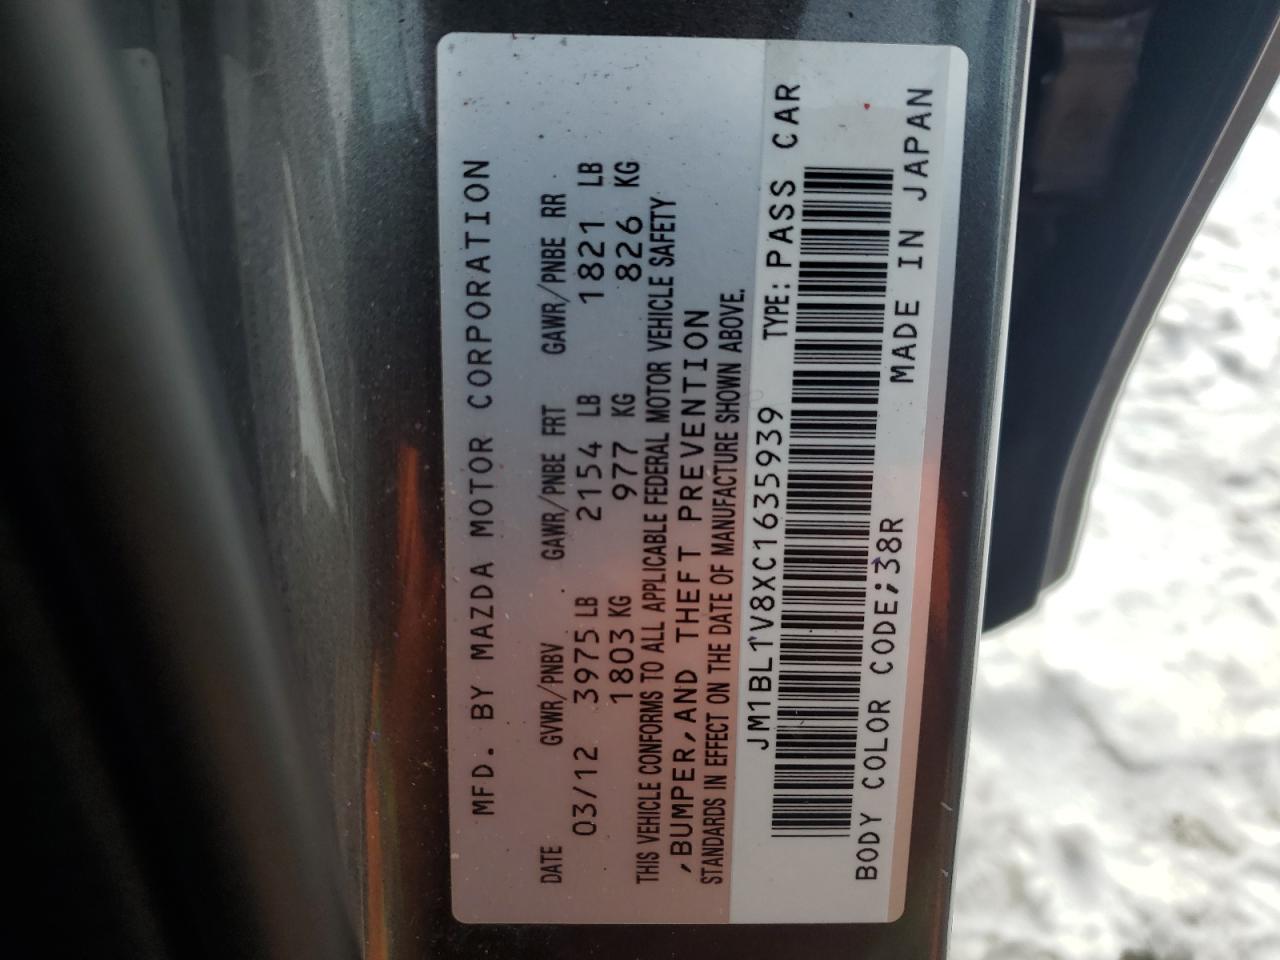 MFD. BY MAZDA MOTOR CORPORATION
DATE GVWR/PNBV GAWR/PNBE FRT GAWR/PNBE RR
03/12 3975 LB 2154 LB 1821 LB
1803 KG 977 KG 826 KG
THIS VEHICLE CONFORMS TO ALL APPLICABLE FEDERAL MOTOR VEHICLE SAFETY
,BUMPER,AND THEFT PREVENTION
STANDARDS IN EFFECT ON THE DATE OF MANUFACTURE SHOWN ABOVE.
JM1BL1V8XC1635939 TYPE: PASS CAR
BODY COLOR CODE;38R MADE IN JAPAN